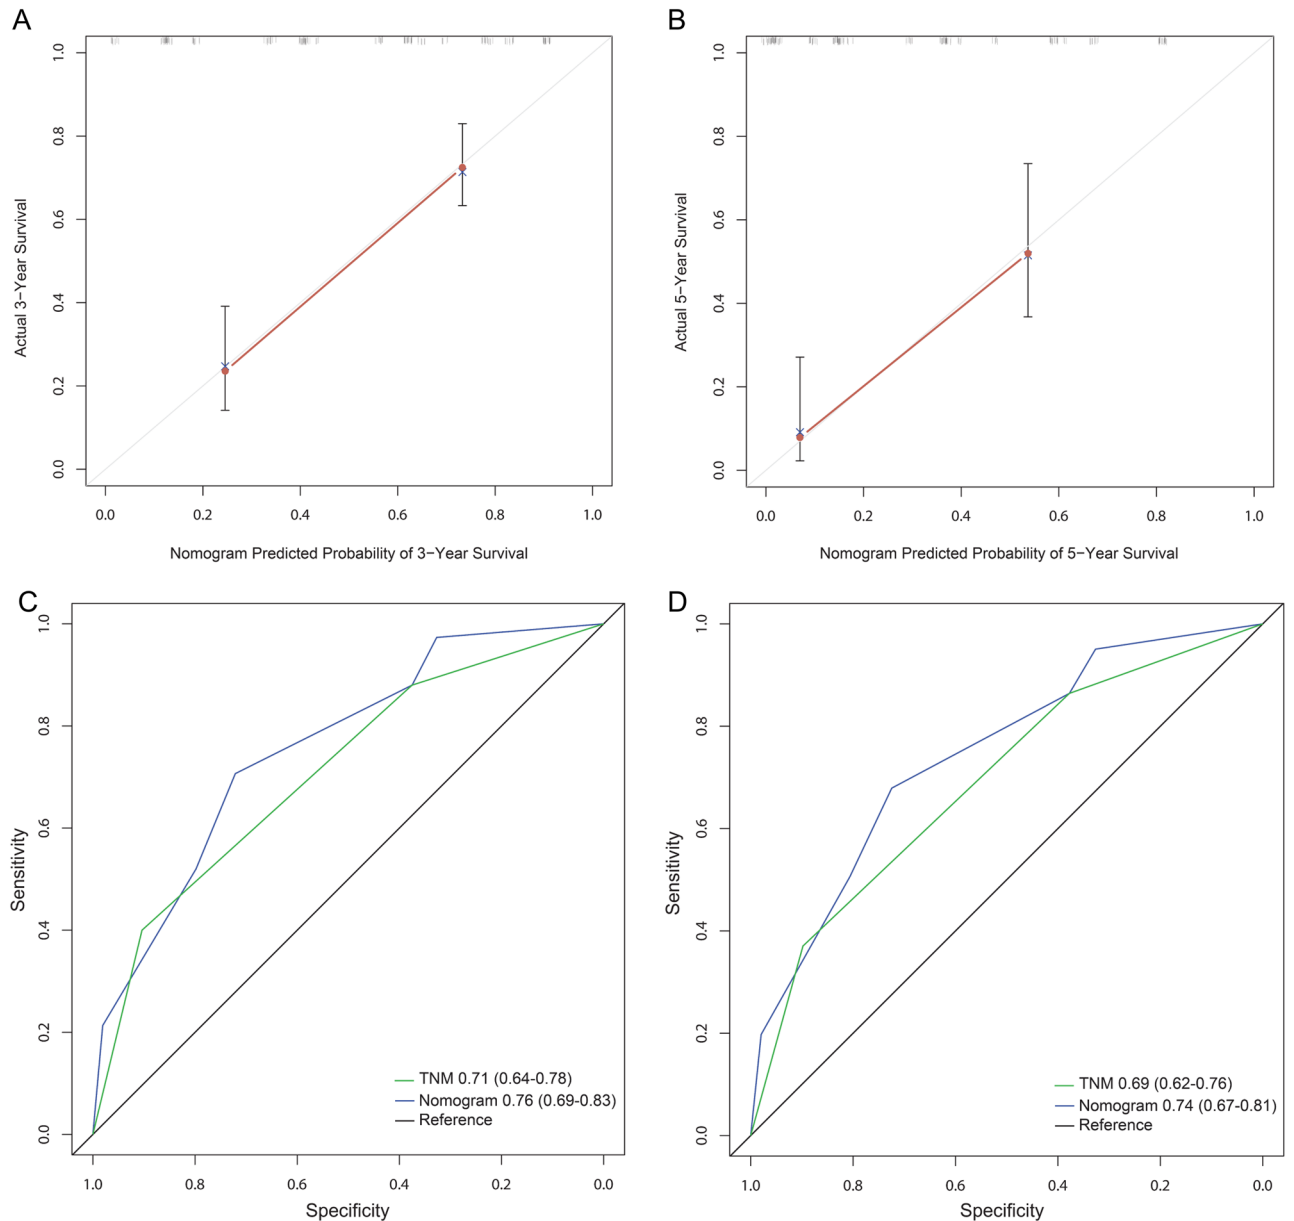 A
1.0
0.8
0.6
0.4
0.2
0.0
Actual 3−Year Survival
0.0 0.2 0.4 0.6 0.8 1.0
Nomogram Predicted Probability of 3−Year Survival
B
1.0
0.8
0.6
0.4
0.2
0.0
Actual 5−Year Survival
0.0 0.2 0.4 0.6 0.8 1.0
Nomogram Predicted Probability of 5−Year Survival
C
1.0
0.8
0.6
0.4
0.2
0.0
Sensitivity
TNM 0.71 (0.64-0.78)
Nomogram 0.76 (0.69-0.83)
Reference
1.0 0.8 0.6 0.4 0.2 0.0
Specificity
D
1.0
0.8
0.6
0.4
0.2
0.0
Sensitivity
TNM 0.69 (0.62-0.76)
Nomogram 0.74 (0.67-0.81)
Reference
1.0 0.8 0.6 0.4 0.2 0.0
Specificity